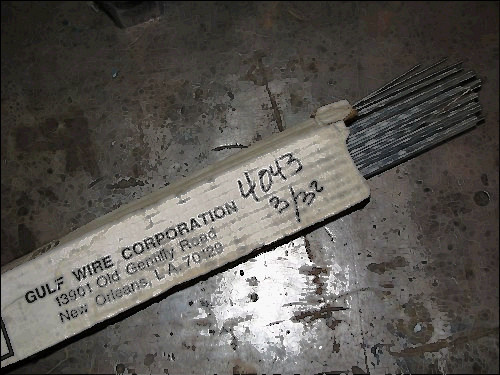 GULF WIRE CORPORATION
13901 Old Gentilly Road
New Orleans, LA. 70129
4043
3/32